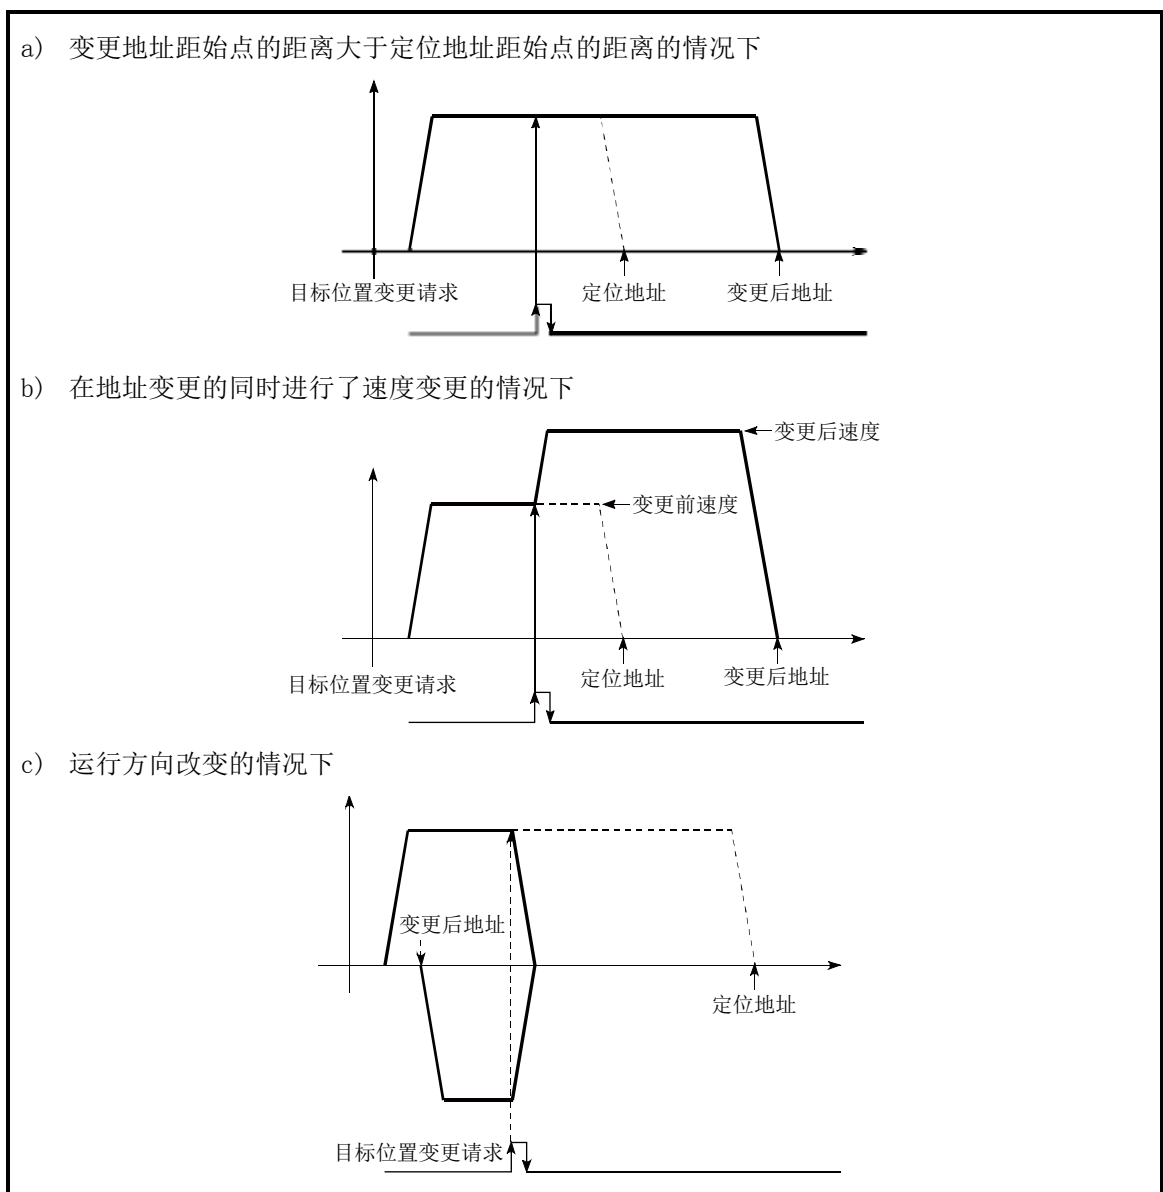 a) 变更地址距始点的距离大于定位地址距始点的距离的情况下
目标位置变更请求
定位地址
变更后地址
b) 在地址变更的同时进行了速度变更的情况下
变更后速度
变更前速度
目标位置变更请求
定位地址
变更后地址
c) 运行方向改变的情况下
变更后地址
定位地址
目标位置变更请求